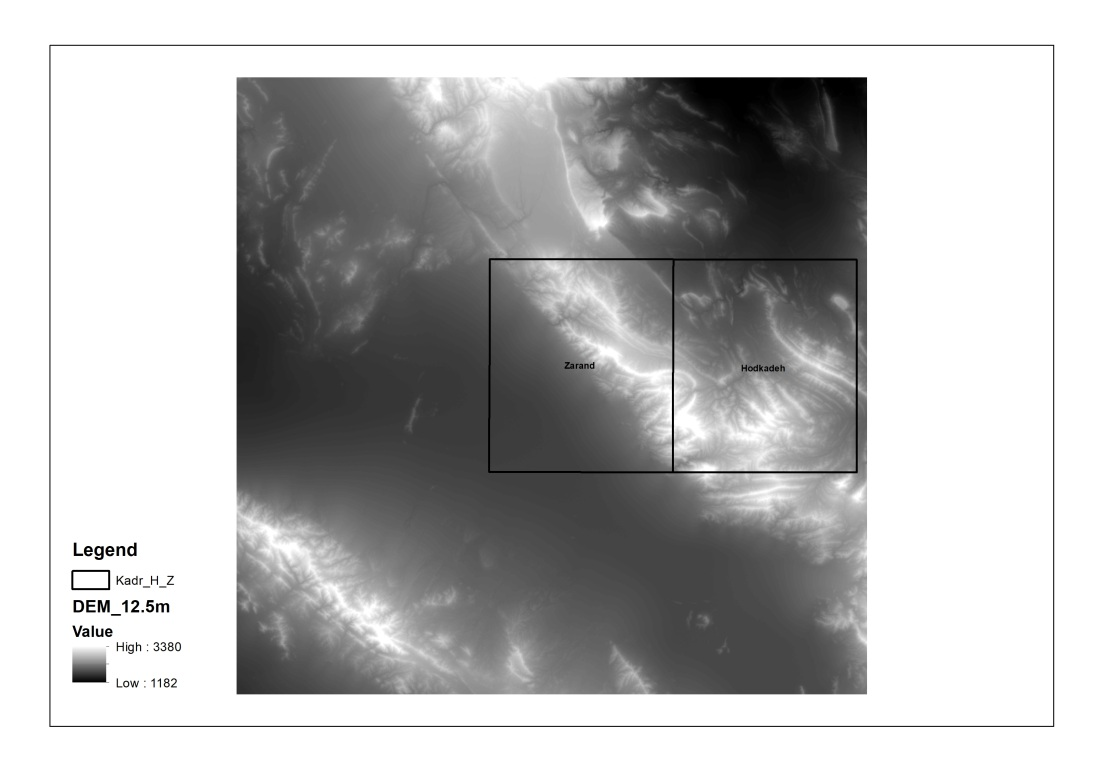 Zarand
Hodkadeh
Legend
Kadr_H_Z
DEM_12.5m
Value
High : 3380
Low : 1182